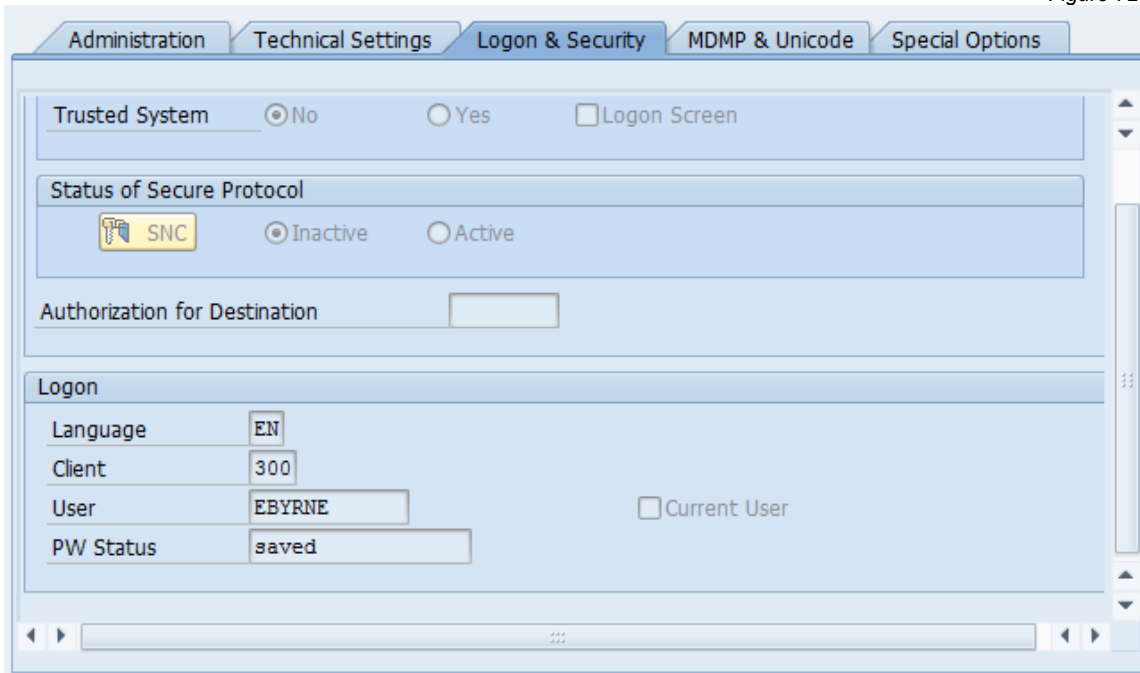 Administration Technical Settings Logon & Security MDMP & Unicode Special Options
Trusted System No Yes Logon Screen
Status of Secure Protocol
SNC Inactive Active
Authorization for Destination
Logon
Language EN
Client 300
User EBYRNE Current User
PW Status saved